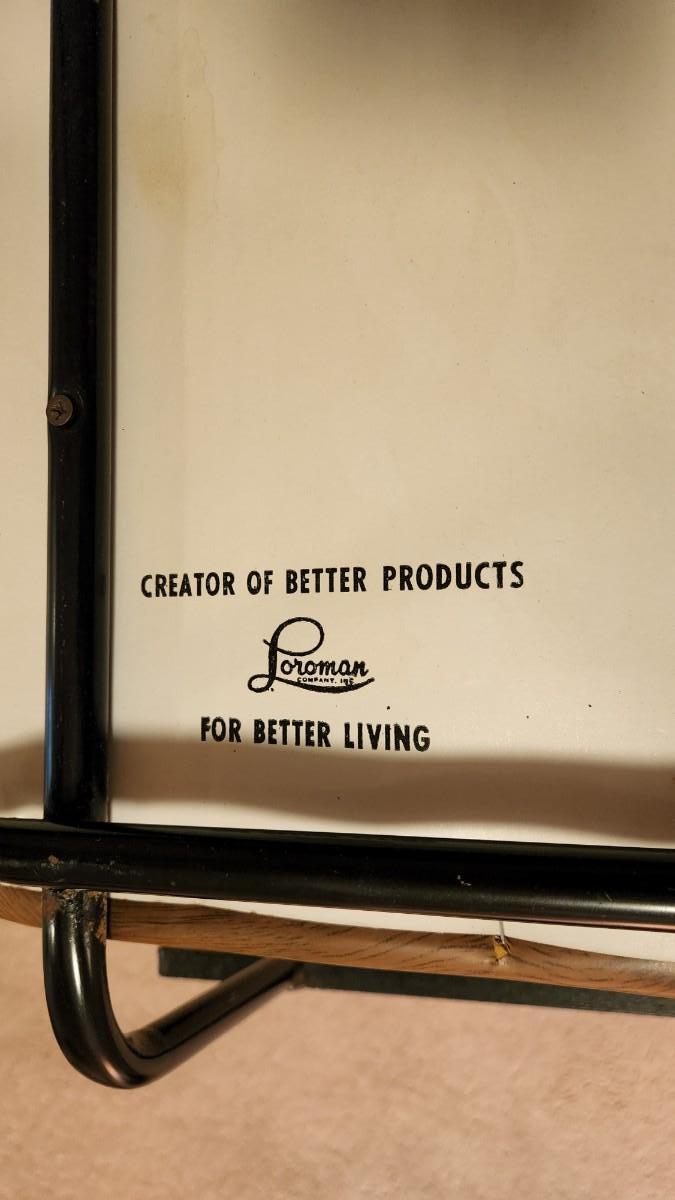 CREATOR OF BETTER PRODUCTS
Loroman
COMPANY, INC
FOR BETTER LIVING